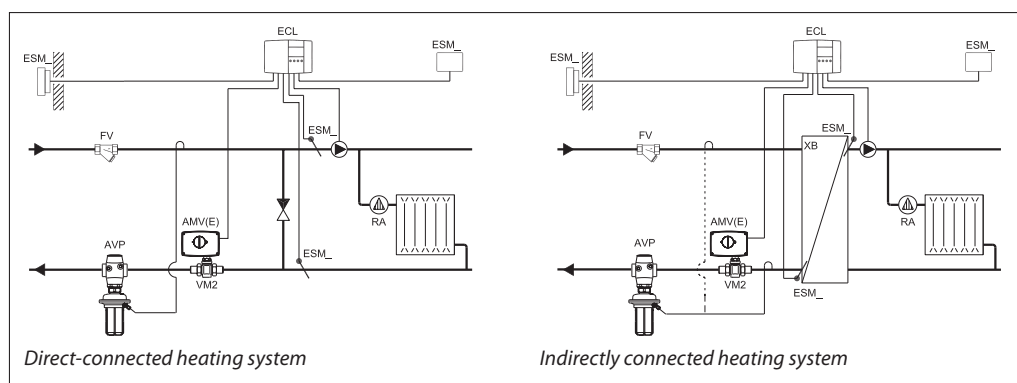 ECL
ESM_
ESM_
FV
ESM_
AMV(E)
RA
AVP
ESM_
VM2
Direct-connected heating system
ECL
ESM_
ESM_
FV
ESM_
XB
AMV(E)
RA
AVP
VM2
ESM_
Indirectly connected heating system